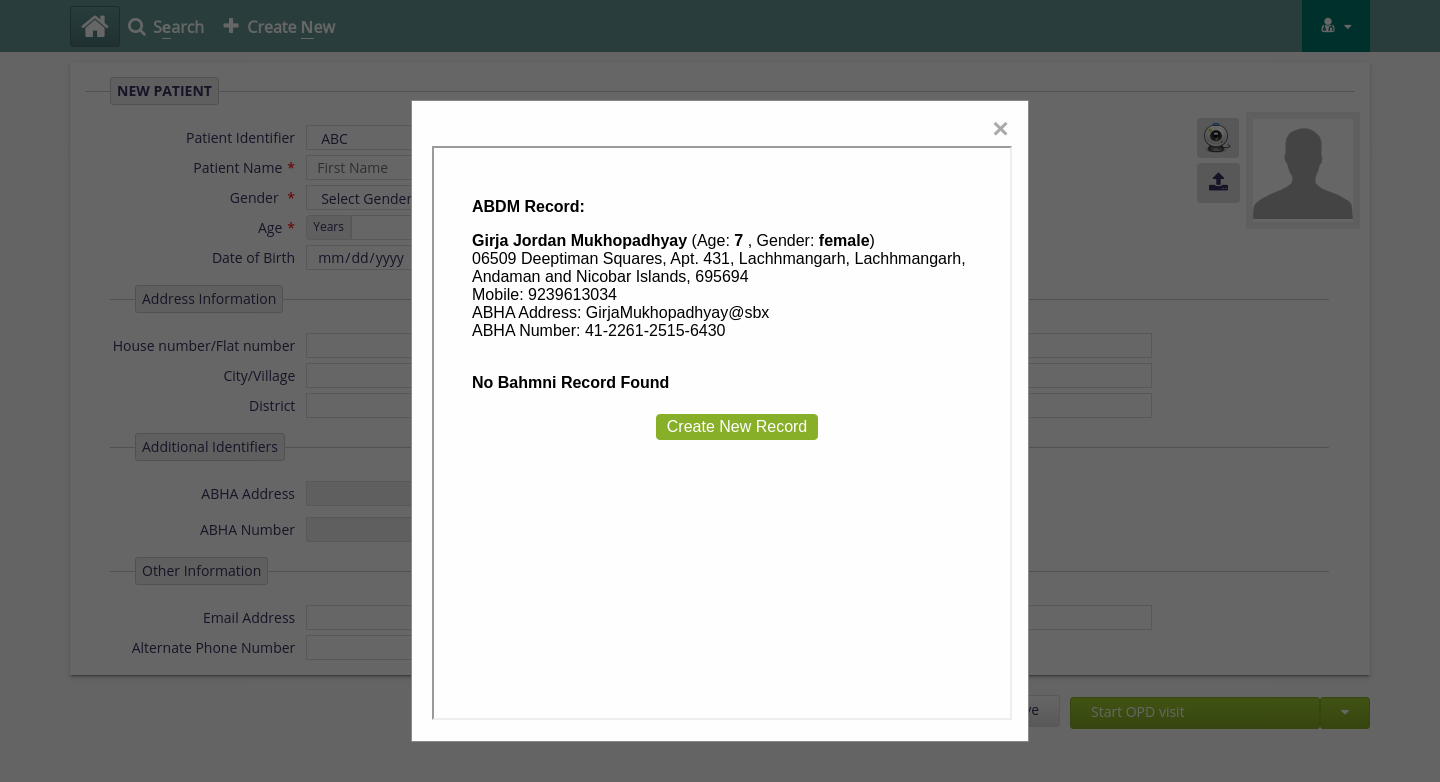 Search
Create New
NEW PATIENT
Patient Identifier
ABC
Patient Name *
First Name
Gender *
Select Gender
Age *
Years
Date of Birth
mm/dd/yyyy
Address Information
House number/Flat number
City/Village
District
Additional Identifiers
ABHA Address
ABHA Number
Other Information
Email Address
Alternate Phone Number
×
ABDM Record:
Girja Jordan Mukhopadhyay (Age: 7 , Gender: female)
06509 Deeptiman Squares, Apt. 431, Lachhmangarh, Lachhmangarh,
Andaman and Nicobar Islands, 695694
Mobile: 9239613034
ABHA Address: GirjaMukhopadhyay@sbx
ABHA Number: 41-2261-2515-6430
No Bahmni Record Found
Create New Record
Start OPD visit